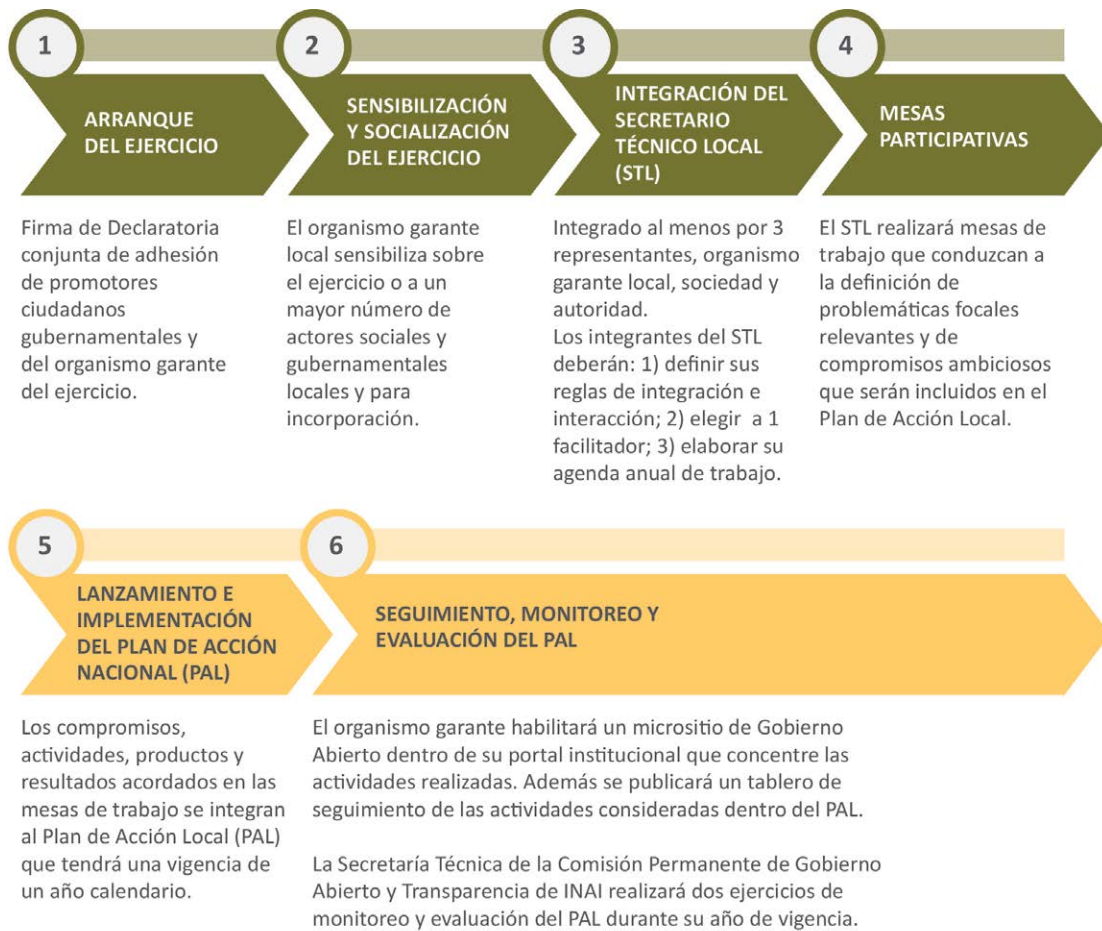 1
ARRANQUE
DEL EJERCICIO
Firma de Declaratoria
conjunta de adhesión
de promotores
ciudadanos
gubernamentales y
del organismo garante
del ejercicio.
2
SENSIBILIZACIÓN
Y SOCIALIZACIÓN
DEL EJERCICIO
El organismo garante
local sensibiliza sobre
el ejercicio o a un
mayor número de
actores sociales y
gubernamentales
locales y para
incorporación.
3
INTEGRACIÓN DEL
SECRETARIO
TÉCNICO LOCAL
(STL)
Integrado al menos por 3
representantes, organismo
garante local, sociedad y
autoridad.
Los integrantes del STL
deberán: 1) definir sus
reglas de integración e
interacción; 2) elegir a 1
facilitador; 3) elaborar su
agenda anual de trabajo.
4
MESAS
PARTICIPATIVAS
El STL realizará mesas de
trabajo que conduzcan a
la definición de
problemáticas focales
relevantes y de
compromisos ambiciosos
que serán incluidos en el
Plan de Acción Local.
5
LANZAMIENTO E
IMPLEMENTACIÓN
DEL PLAN DE ACCIÓN
NACIONAL (PAL)
Los compromisos,
actividades, productos y
resultados acordados en las
mesas de trabajo se integran
al Plan de Acción Local (PAL)
que tendrá una vigencia de
un año calendario.
6
SEGUIMIENTO, MONITOREO Y
EVALUACIÓN DEL PAL
El organismo garante habilitará un micrositio de Gobierno
Abierto dentro de su portal institucional que concentre las
actividades realizadas. Además se publicará un tablero de
seguimiento de las actividades consideradas dentro del PAL.
La Secretaría Técnica de la Comisión Permanente de Gobierno
Abierto y Transparencia de INAI realizará dos ejercicios de
monitoreo y evaluación del PAL durante su año de vigencia.